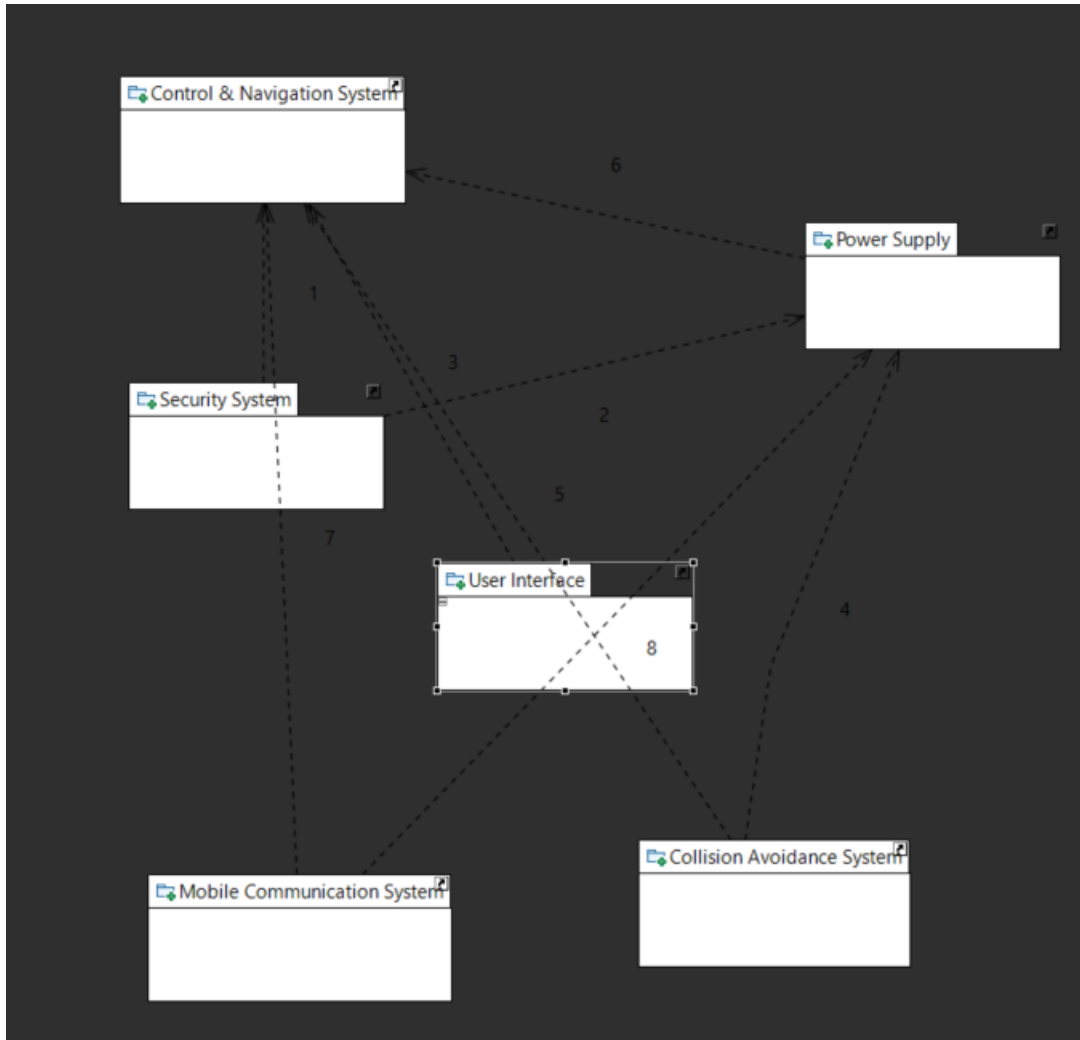 Control & Navigation System
6
Power Supply
1
3
Security System
2
5
7
User Interface
4
8
Collision Avoidance System
Mobile Communication System